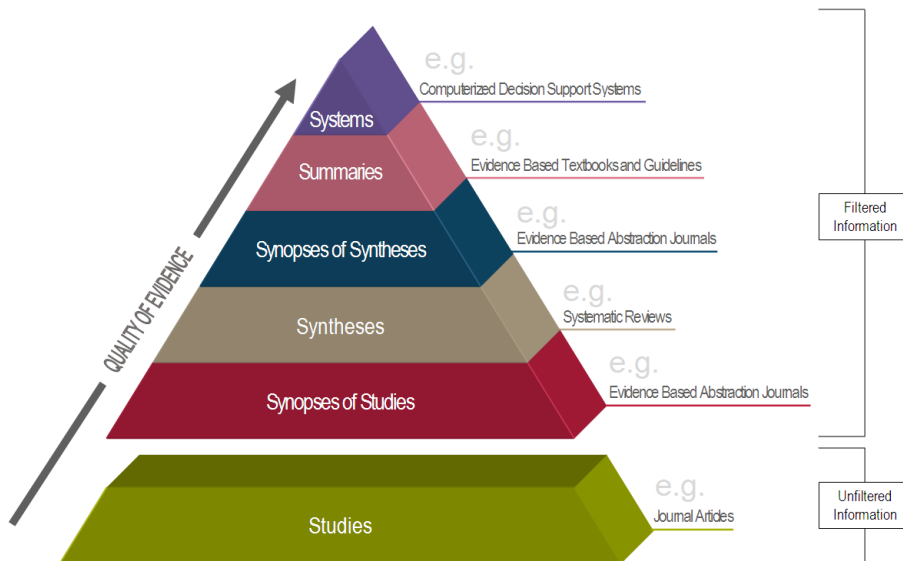 e.g.
Computerized Decision Support Systems
Systems
e.g.
Evidence Based Textbooks and Guidelines
Summaries
Filtered
Information
e.g.
Evidence Based Abstraction Journals
Synopses of Syntheses
QUALITY OF EVIDENCE
e.g.
Systematic Reviews
Syntheses
e.g.
Evidence Based Abstraction Journals
Synopses of Studies
e.g.
Journal Articles
Studies
Unfiltered
Information